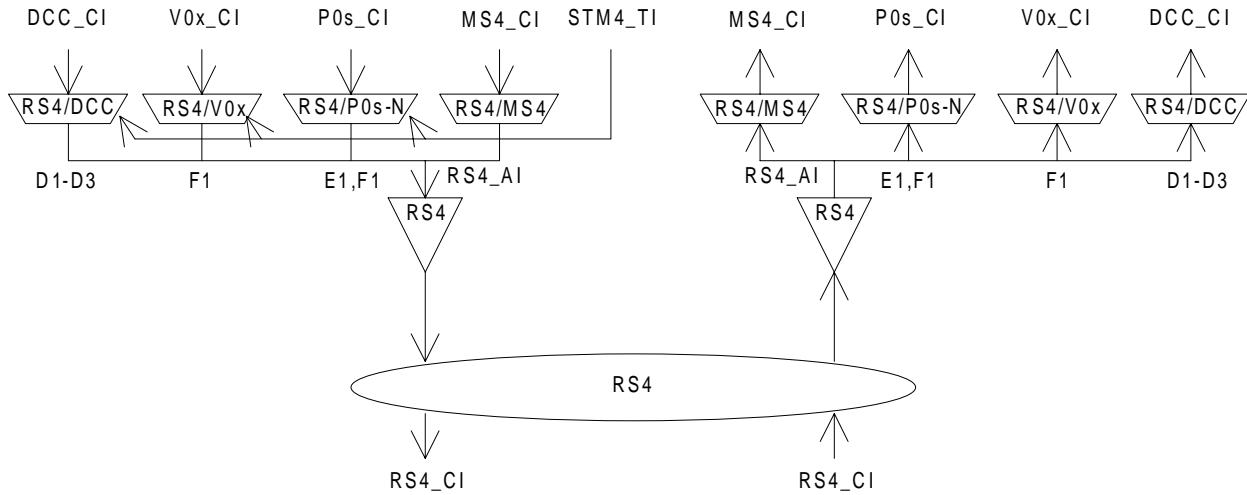 DCC_CI V0x_CI P0s_CI MS4_CI STM4_TI MS4_CI P0s_CI V0x_CI DCC_CI
RS4/DCC RS4/V0x RS4/P0s-N RS4/MS4 RS4/MS4 RS4/P0s-N RS4/V0x RS4/DCC
D1-D3 F1 E1,F1 RS4_AI RS4_AI E1,F1 F1 D1-D3
RS4 RS4
RS4
RS4_CI RS4_CI